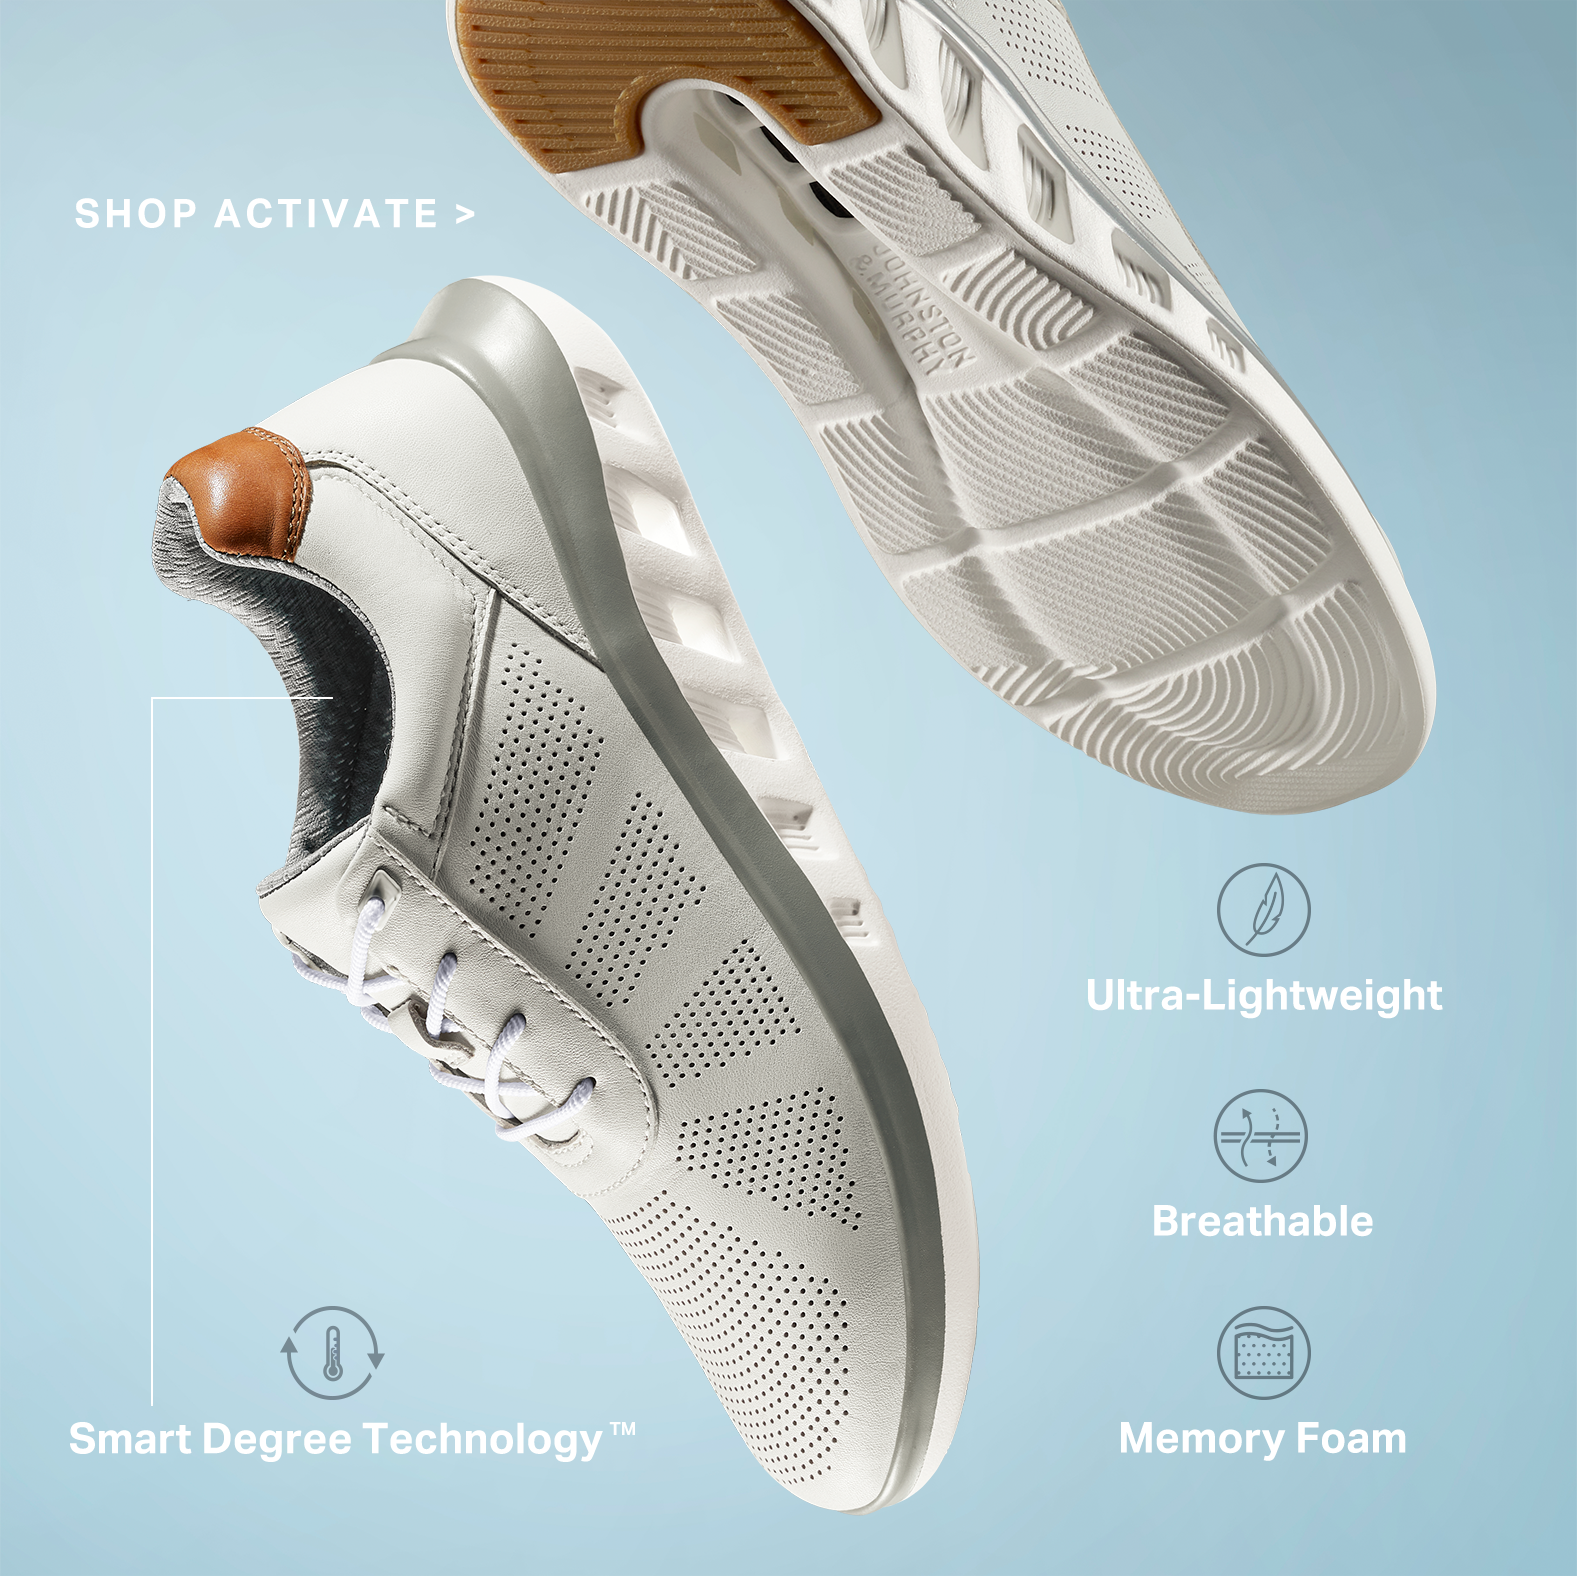 SHOP ACTIVATE >
JOHNSTON
& MURPHY
Ultra-Lightweight
Breathable
Smart Degree Technology™
Memory Foam